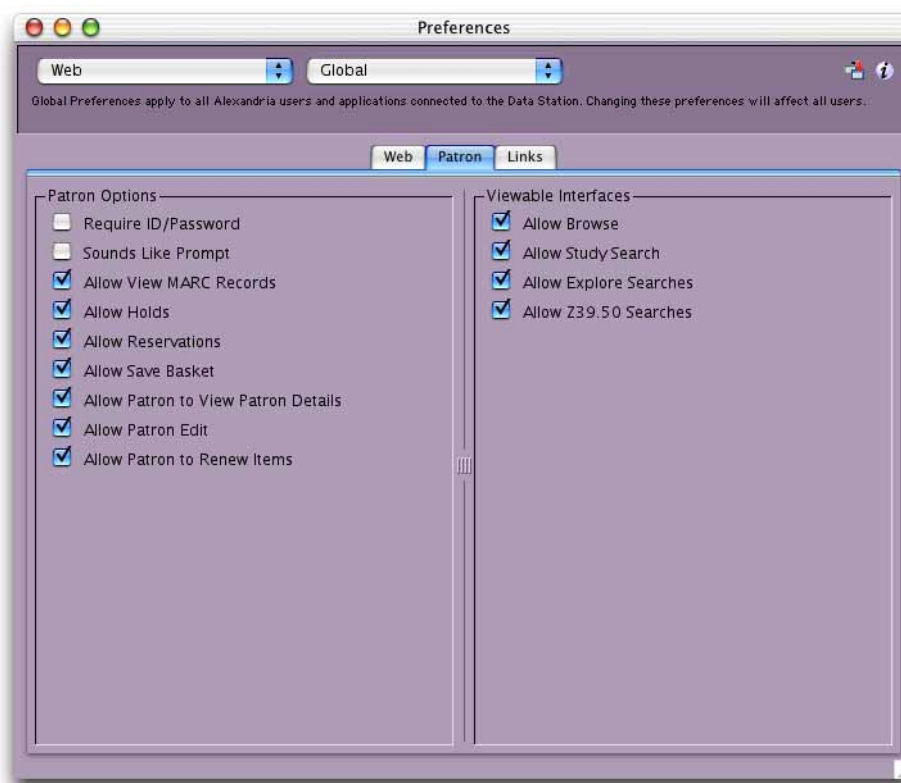 Preferences
Web
Global
Global Preferences apply to all Alexandria users and applications connected to the Data Station. Changing these preferences will affect all users.
Web
Patron
Links
Patron Options
Require ID/Password
Sounds Like Prompt
Allow View MARC Records
Allow Holds
Allow Reservations
Allow Save Basket
Allow Patron to View Patron Details
Allow Patron Edit
Allow Patron to Renew Items
Viewable Interfaces
Allow Browse
Allow Study Search
Allow Explore Searches
Allow Z39.50 Searches